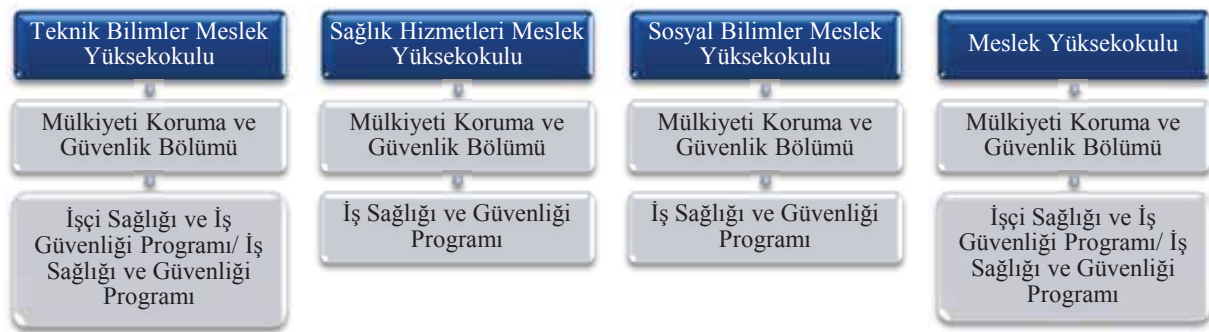 Teknik Bilimler Meslek
Yüksekokulu
Mülkiyeti Koruma ve
Güvenlik Bölümü
İşçi Sağlığı ve İş
Güvenliği Programı/ İş
Sağlığı ve Güvenliği
Programı
Sağlık Hizmetleri Meslek
Yüksekokulu
Mülkiyeti Koruma ve
Güvenlik Bölümü
İş Sağlığı ve Güvenliği
Programı
Sosyal Bilimler Meslek
Yüksekokulu
Mülkiyeti Koruma ve
Güvenlik Bölümü
İş Sağlığı ve Güvenliği
Programı
Meslek Yüksekokulu
Mülkiyeti Koruma ve
Güvenlik Bölümü
İşçi Sağlığı ve İş
Güvenliği Programı/ İş
Sağlığı ve Güvenliği
Programı